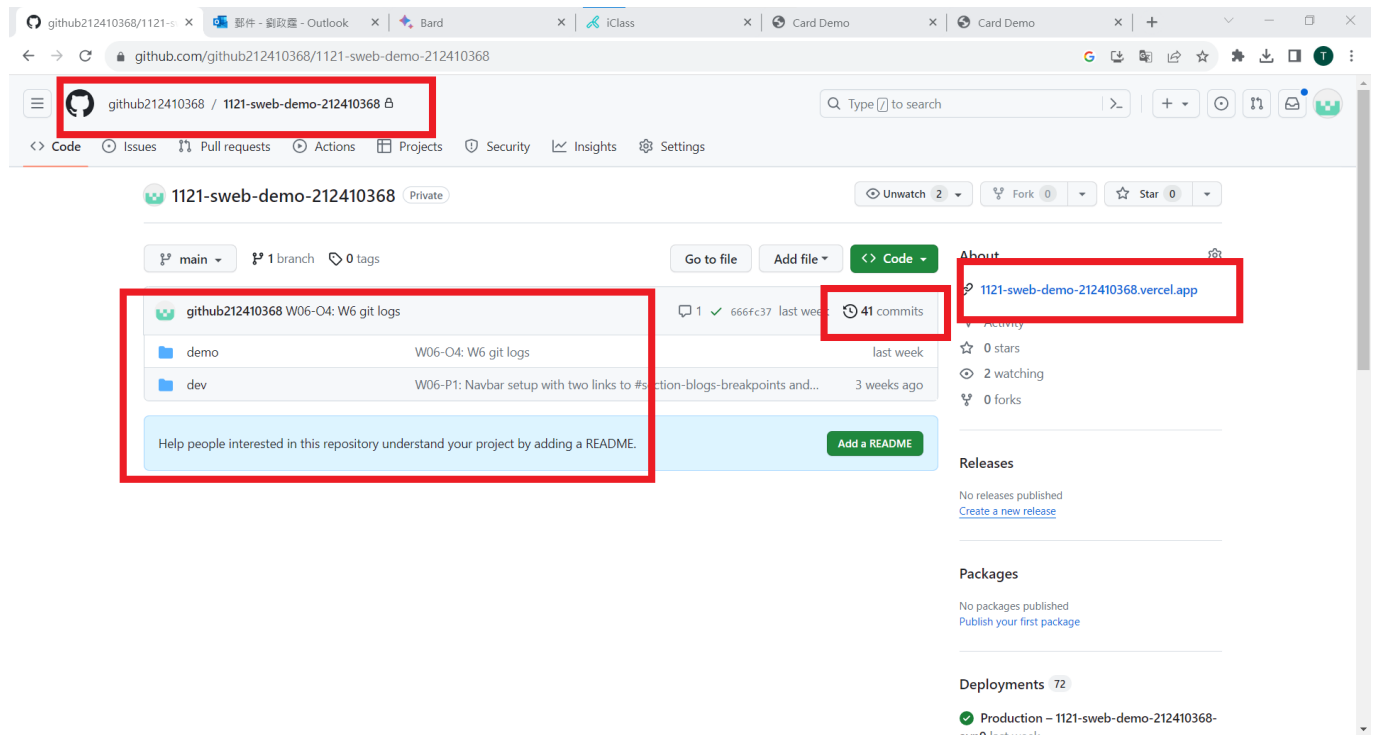 github212410368/1121-s
郵件 - 劉政霆 - Outlook
Bard
iClass
Card Demo
Card Demo
github.com/github212410368/1121-sweb-demo-212410368
T
github212410368 / 1121-sweb-demo-212410368
Type / to search
Code
Issues
Pull requests
Actions
Projects
Security
Insights
Settings
1121-sweb-demo-212410368 Private
Unwatch 2
Fork 0
Star 0
main
1 branch
0 tags
Go to file
Add file
Code
github212410368 W06-O4: W6 git logs
1 666fc37 last week
41 commits
demo W06-O4: W6 git logs last week
dev W06-P1: Navbar setup with two links to #section-blogs-breakpoints and... 3 weeks ago
Help people interested in this repository understand your project by adding a README.
Add a README
About
1121-sweb-demo-212410368.vercel.app
Activity
0 stars
2 watching
0 forks
Releases
No releases published
Create a new release
Packages
No packages published
Publish your first package
Deployments 72
Production – 1121-sweb-demo-212410368-
last week